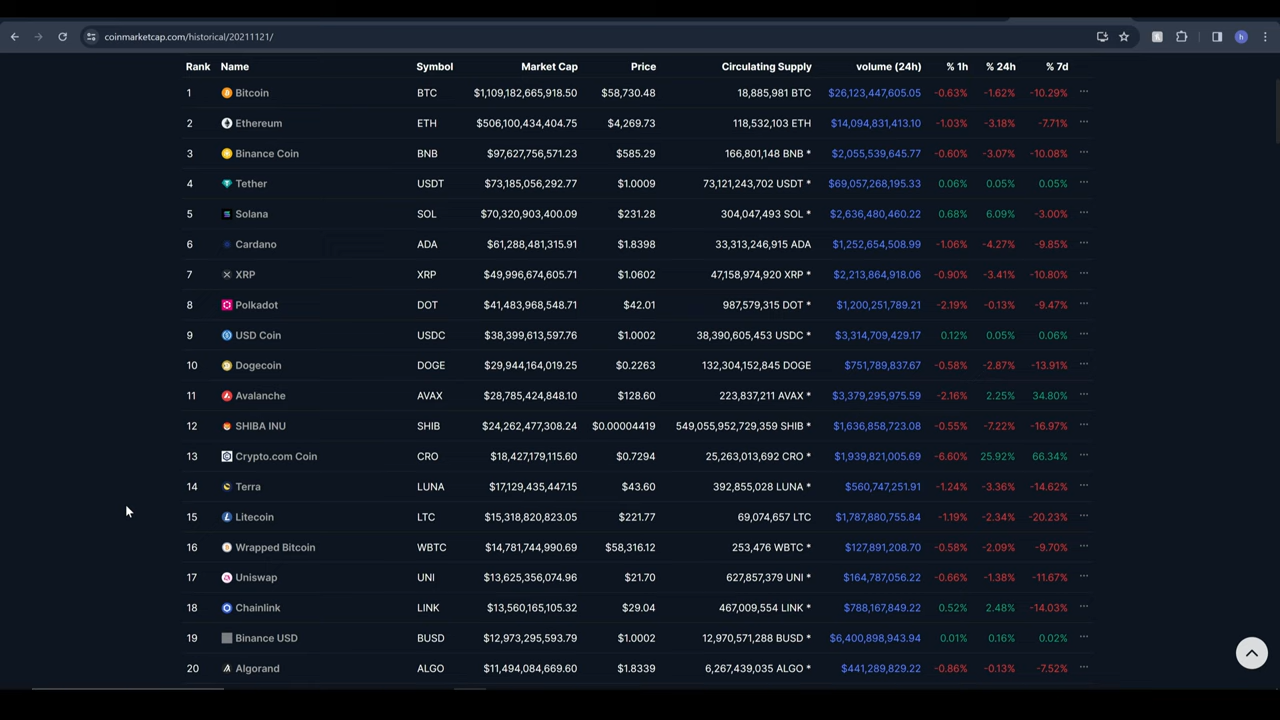 coinmarketcap.com/historical/20211121/
h
Rank Name Symbol Market Cap Price Circulating Supply volume (24h) % 1h % 24h % 7d
1 Bitcoin BTC $1,109,182,665,918.50 $58,730.48 18,885,981 BTC $26,123,447,605.05 -0.63% -1.62% -10.29%
2 Ethereum ETH $506,100,434,404.75 $4,269.73 118,532,103 ETH $14,094,831,413.10 -1.03% -3.18% -7.71%
3 Binance Coin BNB $97,627,756,571.23 $585.29 166,801,148 BNB * $2,055,539,645.77 -0.60% -3.07% -10.08%
4 Tether USDT $73,185,056,292.77 $1.0009 73,121,243,702 USDT * $69,057,268,195.33 0.06% 0.05% 0.05%
5 Solana SOL $70,320,903,400.09 $231.28 304,047,493 SOL * $2,636,480,460.22 0.68% 6.09% -3.00%
6 Cardano ADA $61,288,481,315.91 $1.8398 33,313,246,915 ADA $1,252,654,508.99 -1.06% -4.27% -9.85%
7 XRP XRP $49,996,674,605.71 $1.0602 47,158,974,920 XRP * $2,213,864,918.06 -0.90% -3.41% -10.80%
8 Polkadot DOT $41,483,968,548.71 $42.01 987,579,315 DOT * $1,200,251,789.21 -2.19% -0.13% -9.47%
9 USD Coin USDC $38,399,613,597.76 $1.0002 38,390,605,453 USDC * $3,314,709,429.17 0.12% 0.05% 0.06%
10 Dogecoin DOGE $29,944,164,019.25 $0.2263 132,304,152,845 DOGE $751,789,837.67 -0.58% -2.87% -13.91%
11 Avalanche AVAX $28,785,424,848.10 $128.60 223,837,211 AVAX * $3,379,295,975.59 -2.16% 2.25% 34.80%
12 SHIBA INU SHIB $24,262,477,308.24 $0.00004419 549,055,952,729,359 SHIB * $1,636,858,723.08 -0.55% -7.22% -16.97%
13 Crypto.com Coin CRO $18,427,179,115.60 $0.7294 25,263,013,692 CRO * $1,939,821,005.69 -6.60% 25.92% 66.34%
14 Terra LUNA $17,129,435,447.15 $43.60 392,855,028 LUNA * $560,747,251.91 -1.24% -3.36% -14.62%
15 Litecoin LTC $15,318,820,823.05 $221.77 69,074,657 LTC $1,787,880,755.84 -1.19% -2.34% -20.23%
16 Wrapped Bitcoin WBTC $14,781,744,990.69 $58,316.12 253,476 WBTC * $127,891,208.70 -0.58% -2.09% -9.70%
17 Uniswap UNI $13,625,356,074.96 $21.70 627,857,379 UNI * $164,787,056.22 -0.66% -1.38% -11.67%
18 Chainlink LINK $13,560,165,105.32 $29.04 467,009,554 LINK * $788,167,849.22 0.52% 2.48% -14.03%
19 Binance USD BUSD $12,973,295,593.79 $1.0002 12,970,571,288 BUSD * $6,400,898,943.94 0.01% 0.16% 0.02%
20 Algorand ALGO $11,494,084,669.60 $1.8339 6,267,439,035 ALGO * $441,289,829.22 -0.86% -0.13% -7.52%